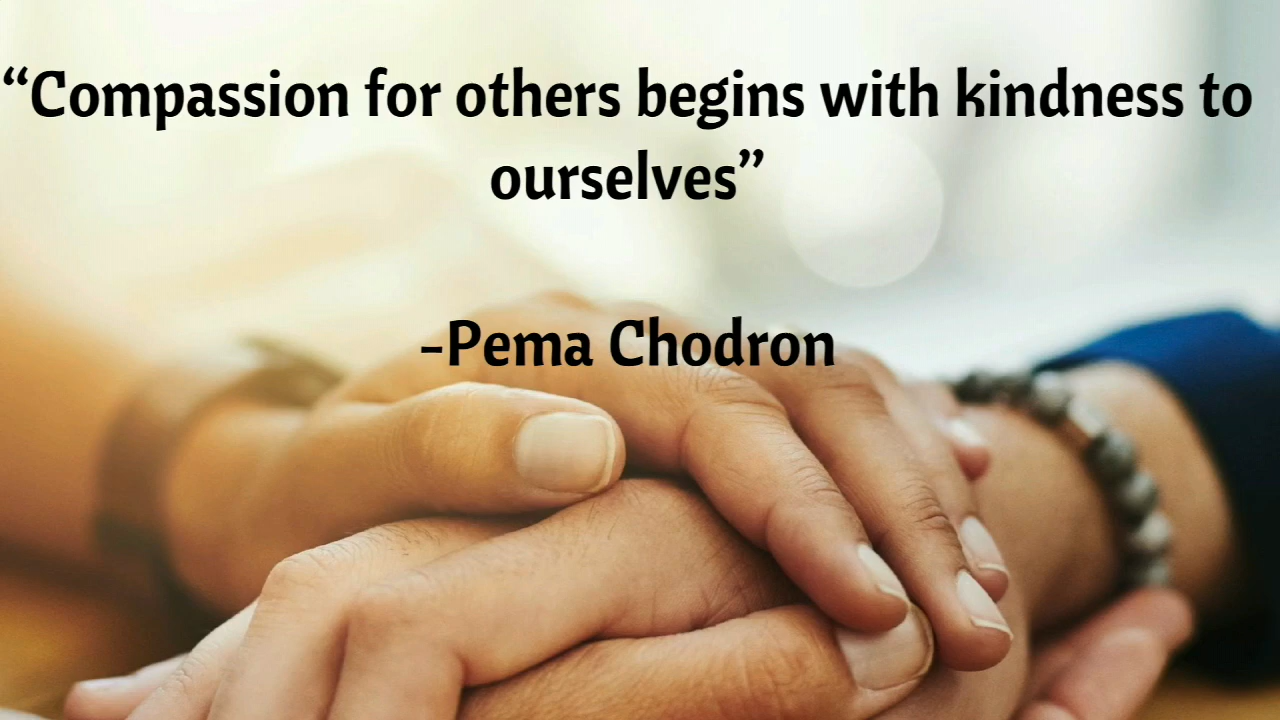 “Compassion for others begins with kindness to
ourselves”
-Pema Chodron